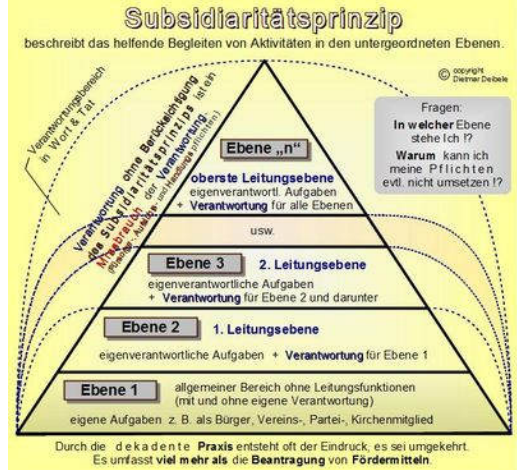 Subsidiaritätsprinzip
beschreibt das helfende Begleiten von Aktivitäten in den untergeordneten Ebenen.
© copyright
Dietmar Deibele
Verantwortungsbereich
in Wort & Tat
Verantwortung ohne Berücksichtigung
des Subsidiaritätsprinzips ist ein
Missbrauch der Verantwortung
(Fürsorge-, Aufsichts- und Handlungspflichten)
Fragen:
In welcher Ebene
stehe Ich !?
Warum kann ich
meine Pflichten
evtl. nicht umsetzen !?
Ebene „n"
oberste Leitungsebene
eigenverantwortl. Aufgaben
+ Verantwortung für alle Ebenen
usw.
Ebene 3 2. Leitungsebene
eigenverantwortliche Aufgaben
+ Verantwortung für Ebene 2 und darunter
Ebene 2 1. Leitungsebene
eigenverantwortliche Aufgaben + Verantwortung für Ebene 1
Ebene 1 allgemeiner Bereich ohne Leitungsfunktionen
(mit und ohne eigene Verantwortung)
eigene Aufgaben z. B. als Bürger, Vereins-, Partei-, Kirchenmitglied
Durch die dekadente Praxis entsteht oft der Eindruck, es sei umgekehrt.
Es umfasst viel mehr als die Beantragung von Fördermitteln.